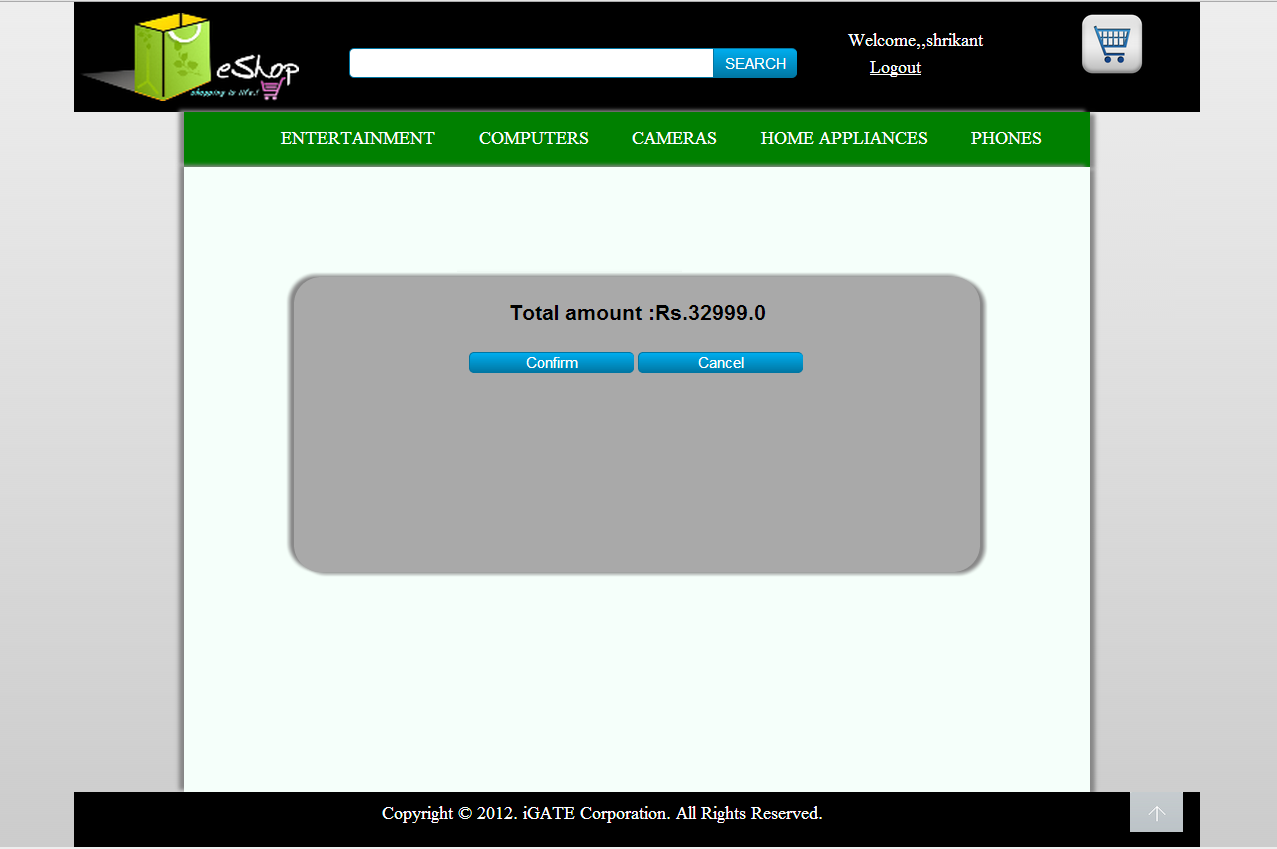 eShop
shopping is life!
SEARCH
Welcome,,shrikant
Logout
ENTERTAINMENT COMPUTERS CAMERAS HOME APPLIANCES PHONES
Total amount :Rs.32999.0
Confirm Cancel
Copyright © 2012. iGATE Corporation. All Rights Reserved.